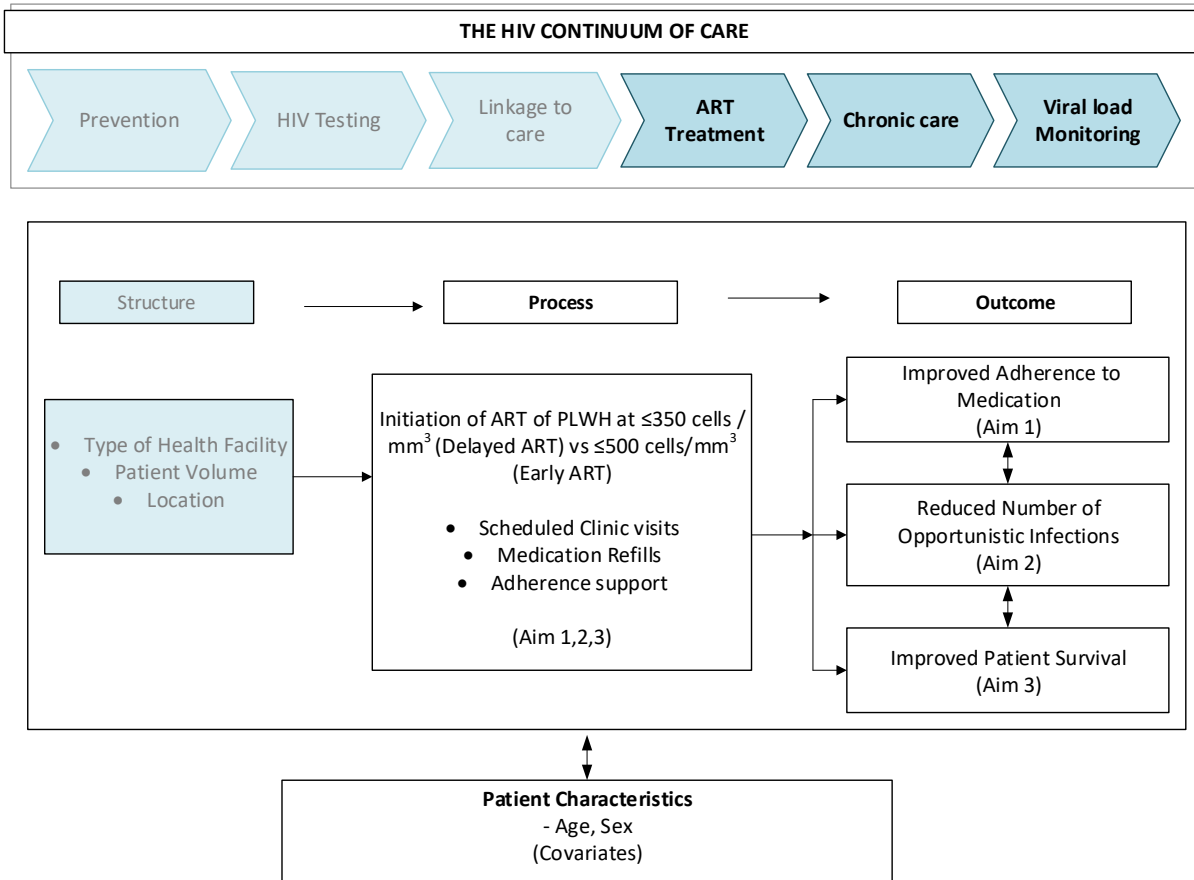 THE HIV CONTINUUM OF CARE
Prevention
HIV Testing
Linkage to
care
ART
Treatment
Chronic care
Viral load
Monitoring
Structure
Process
Outcome
• Type of Health Facility
• Patient Volume
• Location
Initiation of ART of PLWH at ≤350 cells /
mm³ (Delayed ART) vs ≤500 cells/mm³
(Early ART)
• Scheduled Clinic visits
• Medication Refills
• Adherence support
(Aim 1,2,3)
Improved Adherence to
Medication
(Aim 1)
Reduced Number of
Opportunistic Infections
(Aim 2)
Improved Patient Survival
(Aim 3)
Patient Characteristics
- Age, Sex
(Covariates)